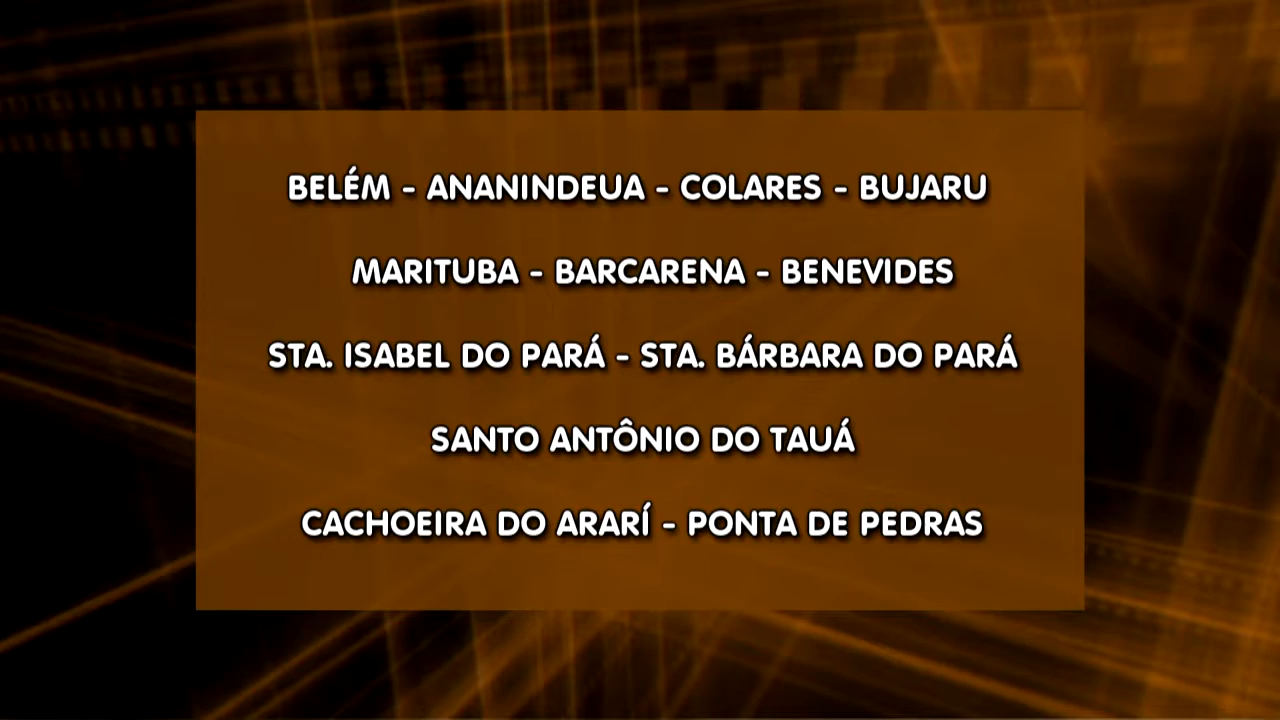 BELÉM - ANANINDEUA - COLARES - BUJARU
MARITUBA - BARCARENA - BENEVIDES
STA. ISABEL DO PARÁ - STA. BÁRBARA DO PARÁ
SANTO ANTÔNIO DO TAUÁ
CACHOEIRA DO ARARÍ - PONTA DE PEDRAS